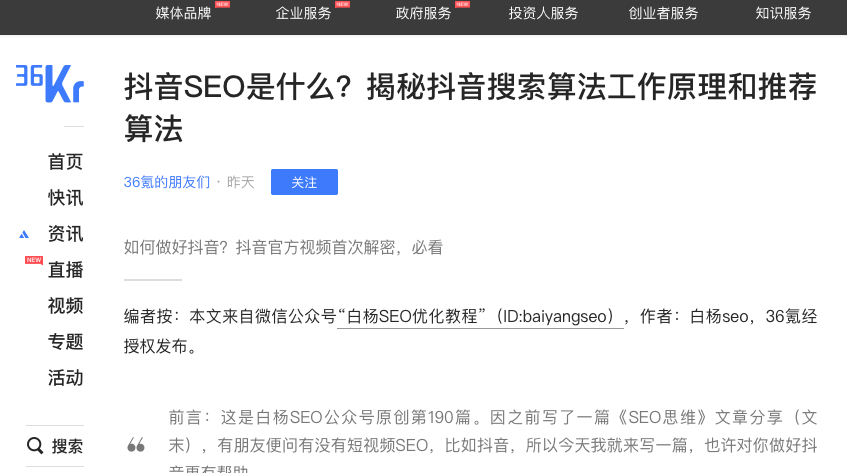 媒体品牌 NEW 企业服务 NEW 政府服务 NEW 投资人服务 创业者服务 知识服务
36Kr
抖音SEO是什么？揭秘抖音搜索算法工作原理和推荐
算法
36氪的朋友们 · 昨天 关注
首页
快讯
资讯
NEW
直播
视频
专题
活动
搜索
如何做好抖音？抖音官方视频首次解密，必看
编者按：本文来自微信公众号“白杨SEO优化教程”（ID:baiyangseo），作者：白杨seo，36氪经
授权发布。
前言：这是白杨SEO公众号原创第190篇。因之前写了一篇《SEO思维》文章分享（文
末），有朋友便问有没有短视频SEO，比如抖音，所以今天我就来写一篇，也许对你做好抖
音更有帮助